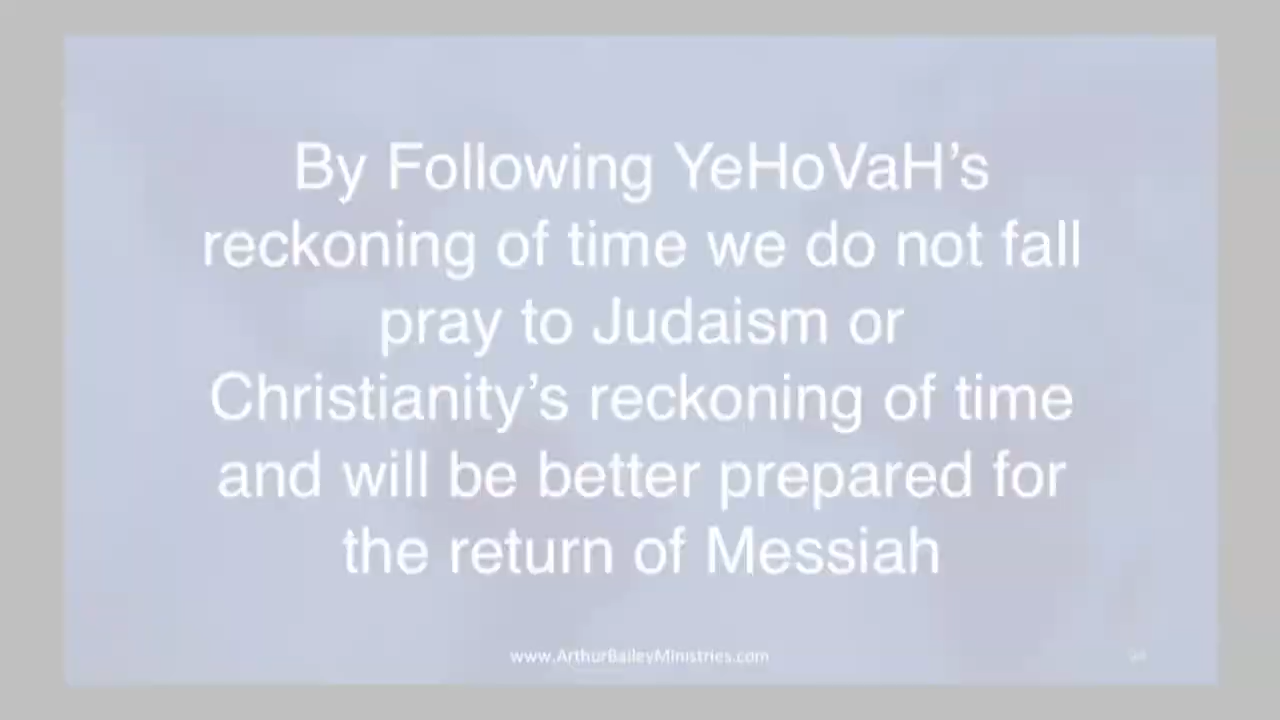 By Following YeHoVaH's
reckoning of time we do not fall
pray to Judaism or
Christianity's reckoning of time
and will be better prepared for
the return of Messiah
www.ArthurBaileyMinistries.com